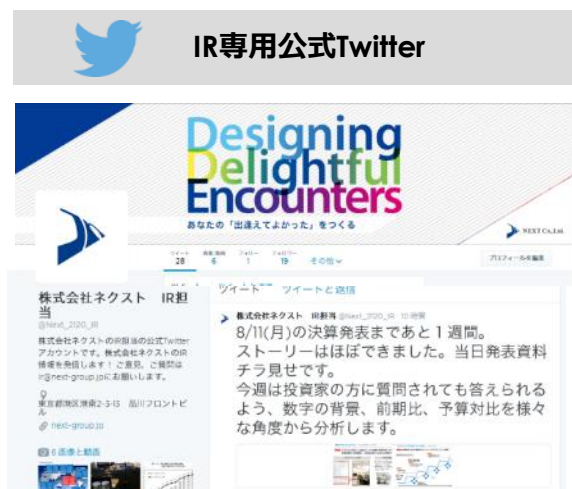 IR専用公式Twitter
Designing
Delightful
Encounters
あなたの「出逢えてよかった」をつくる
NEXT Co.,Ltd.
ツイート 画像/動画 フォロー フォロワー
28 6 1 19 その他
プロフィールを編集
株式会社ネクスト IR担
当
@Next_2120_IR
株式会社ネクストのIR担当の公式Twitter
アカウントです。株式会社ネクストのIR
情報を発信します！ご意見、ご質問は
ir@next-group.jpにお願いします。
東京都港区港南2-3-13 品川フロントビ
ル
next-group.jp
6 画像と動画
ツイート ツイートと返信
株式会社ネクスト IR担当 @Next_2120_IR 10時間
8/11(月)の決算発表まであと１週間。
ストーリーはほぼできました。当日発表資料
チラ見せです。
今週は投資家の方に質問されても答えられる
よう、数字の背景、前期比、予算対比を様々
な角度から分析します。